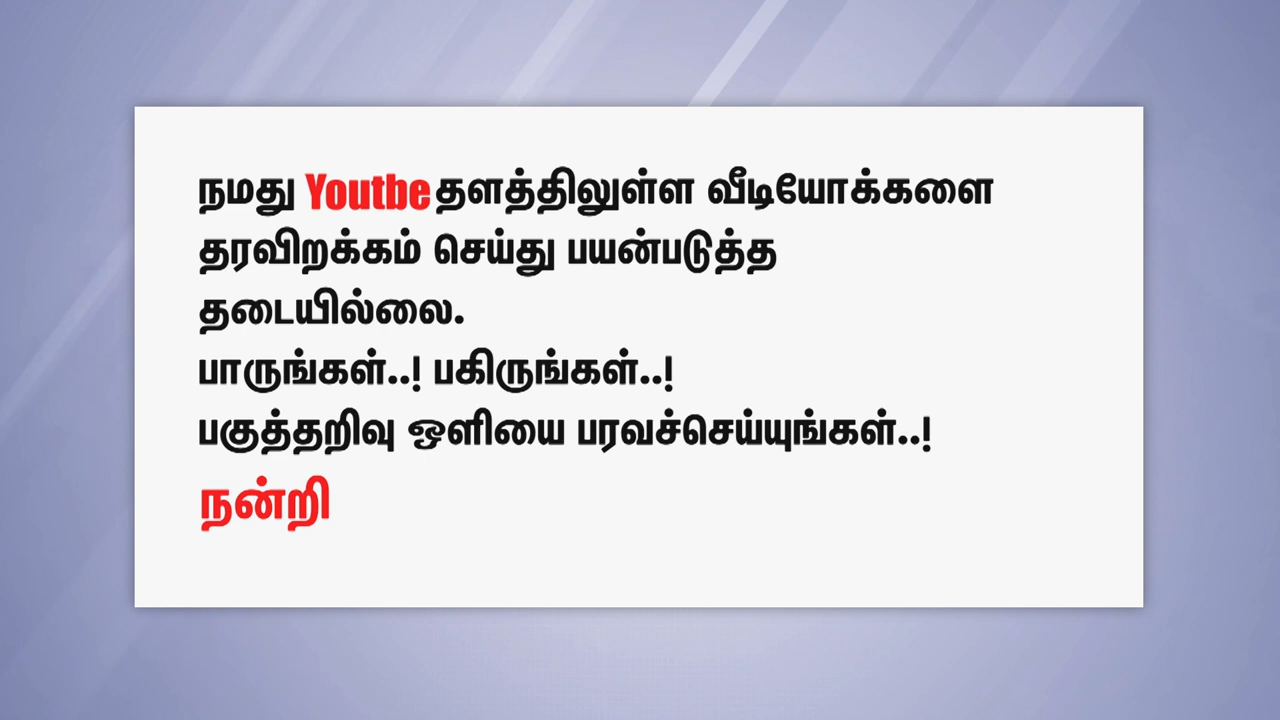 நமது Youtbe தளத்திலுள்ள வீடியோக்களை
தரவிறக்கம் செய்து பயன்படுத்த
தடையில்லை.
பாருங்கள்..! பகிருங்கள்..!
பகுத்தறிவு ஒளியை பரவச்செய்யுங்கள்..!
நன்றி